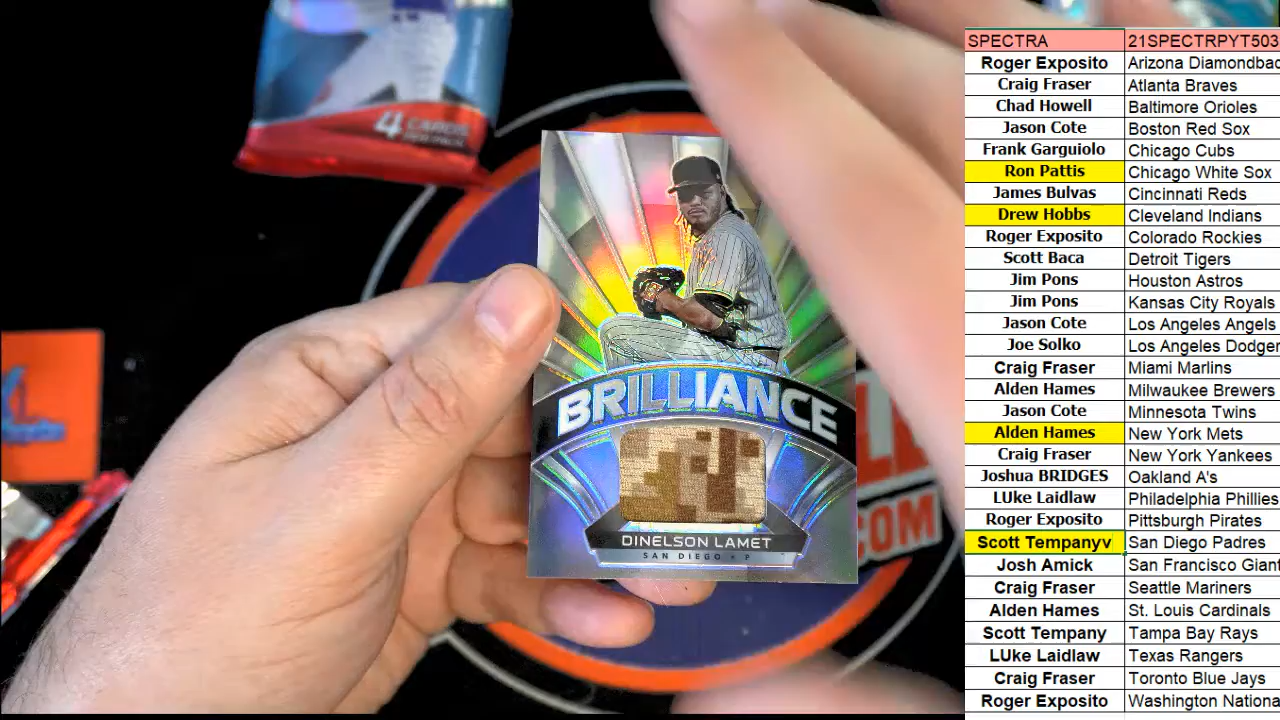 4 CARDS
PER PACK
BRILLIANCE
DINELSON LAMET
SAN DIEGO - P
.COM
SPECTRA 21SPECTRPYT503
Roger Exposito Arizona Diamondbac
Craig Fraser Atlanta Braves
Chad Howell Baltimore Orioles
Jason Cote Boston Red Sox
Frank Garguiolo Chicago Cubs
Ron Pattis Chicago White Sox
James Bulvas Cincinnati Reds
Drew Hobbs Cleveland Indians
Roger Exposito Colorado Rockies
Scott Baca Detroit Tigers
Jim Pons Houston Astros
Jim Pons Kansas City Royals
Jason Cote Los Angeles Angels
Joe Solko Los Angeles Dodger
Craig Fraser Miami Marlins
Alden Hames Milwaukee Brewers
Jason Cote Minnesota Twins
Alden Hames New York Mets
Craig Fraser New York Yankees
Joshua BRIDGES Oakland A's
LUke Laidlaw Philadelphia Phillies
Roger Exposito Pittsburgh Pirates
Scott Tempanyv San Diego Padres
Josh Amick San Francisco Giant
Craig Fraser Seattle Mariners
Alden Hames St. Louis Cardinals
Scott Tempany Tampa Bay Rays
LUke Laidlaw Texas Rangers
Craig Fraser Toronto Blue Jays
Roger Exposito Washington Nationa